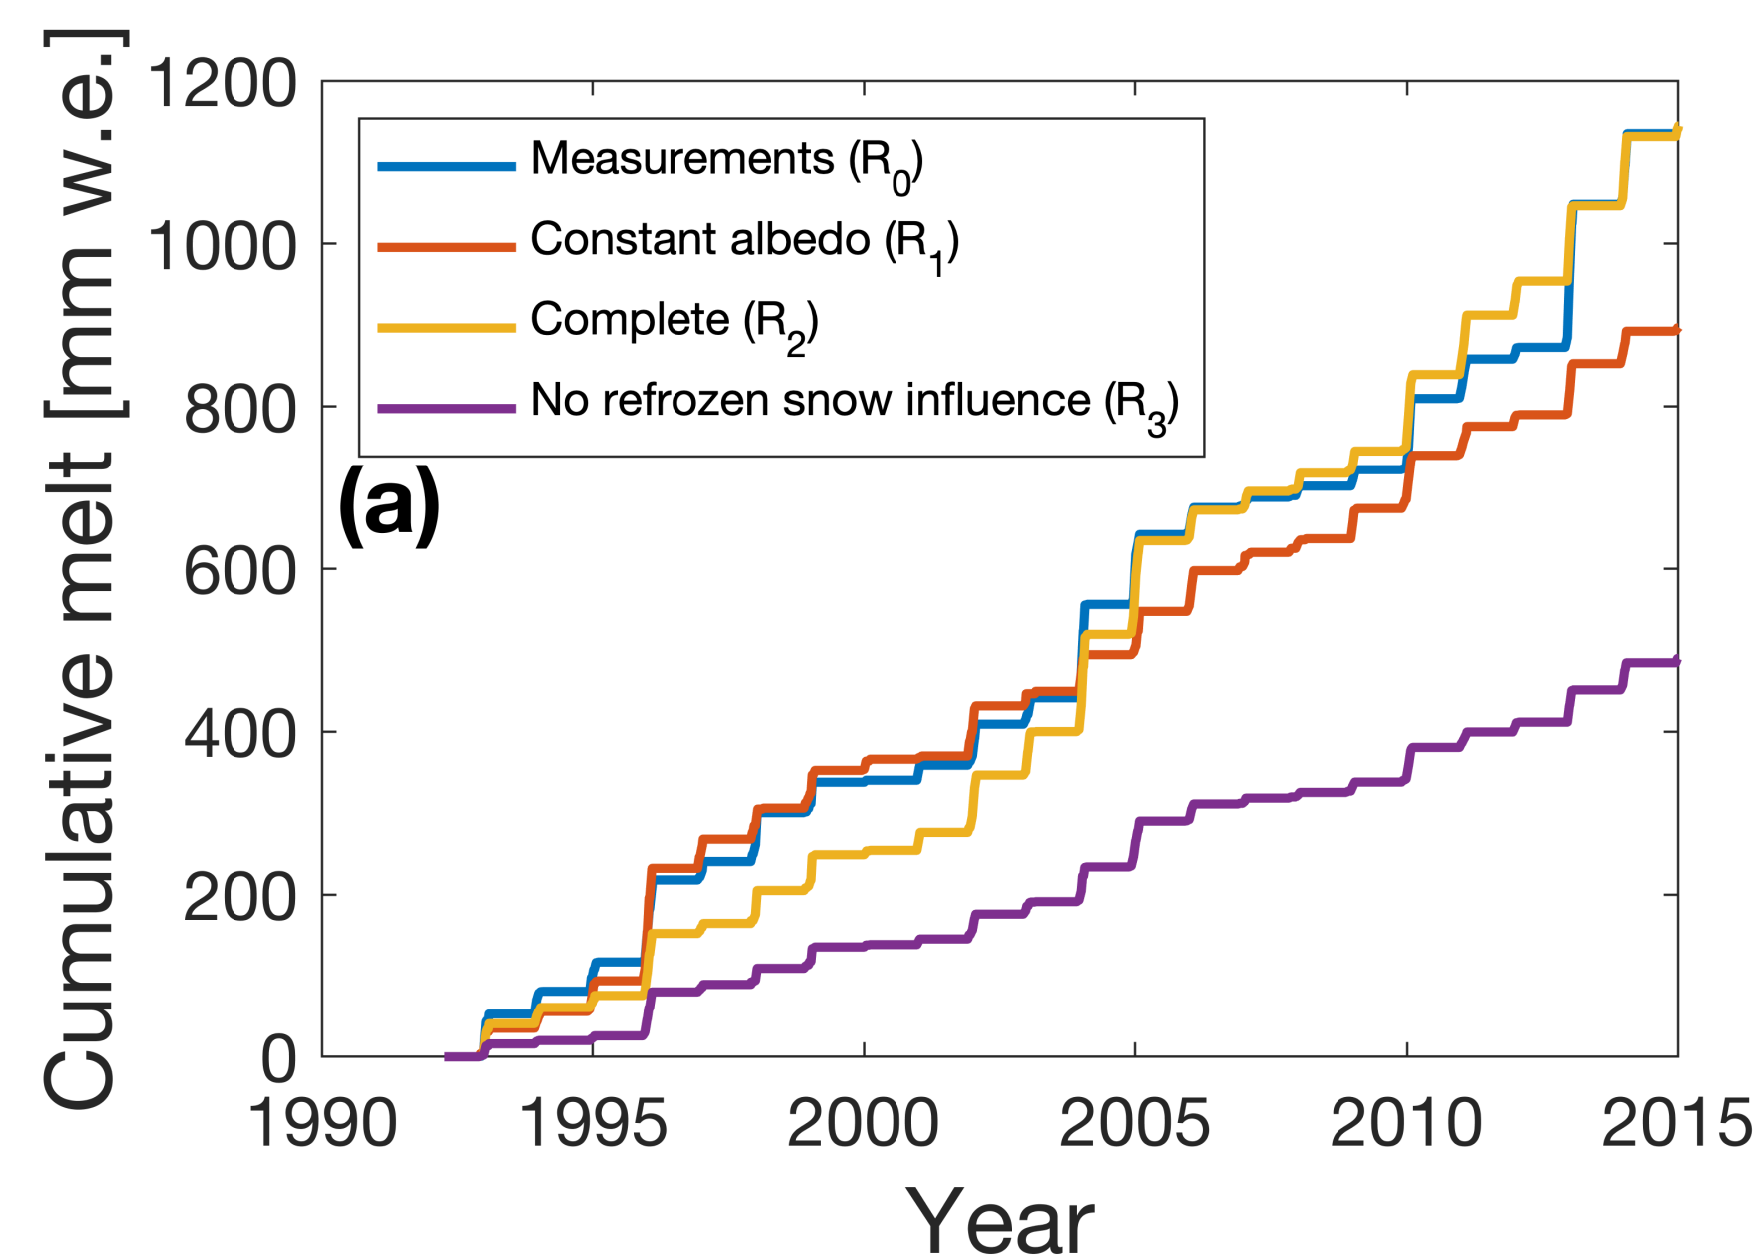 Cumulative melt [mm w.e.]
1200
1000
800
600
400
200
0
Measurements (R0)
Constant albedo (R1)
Complete (R2)
No refrozen snow influence (R3)
(a)
1990 1995 2000 2005 2010 2015
Year